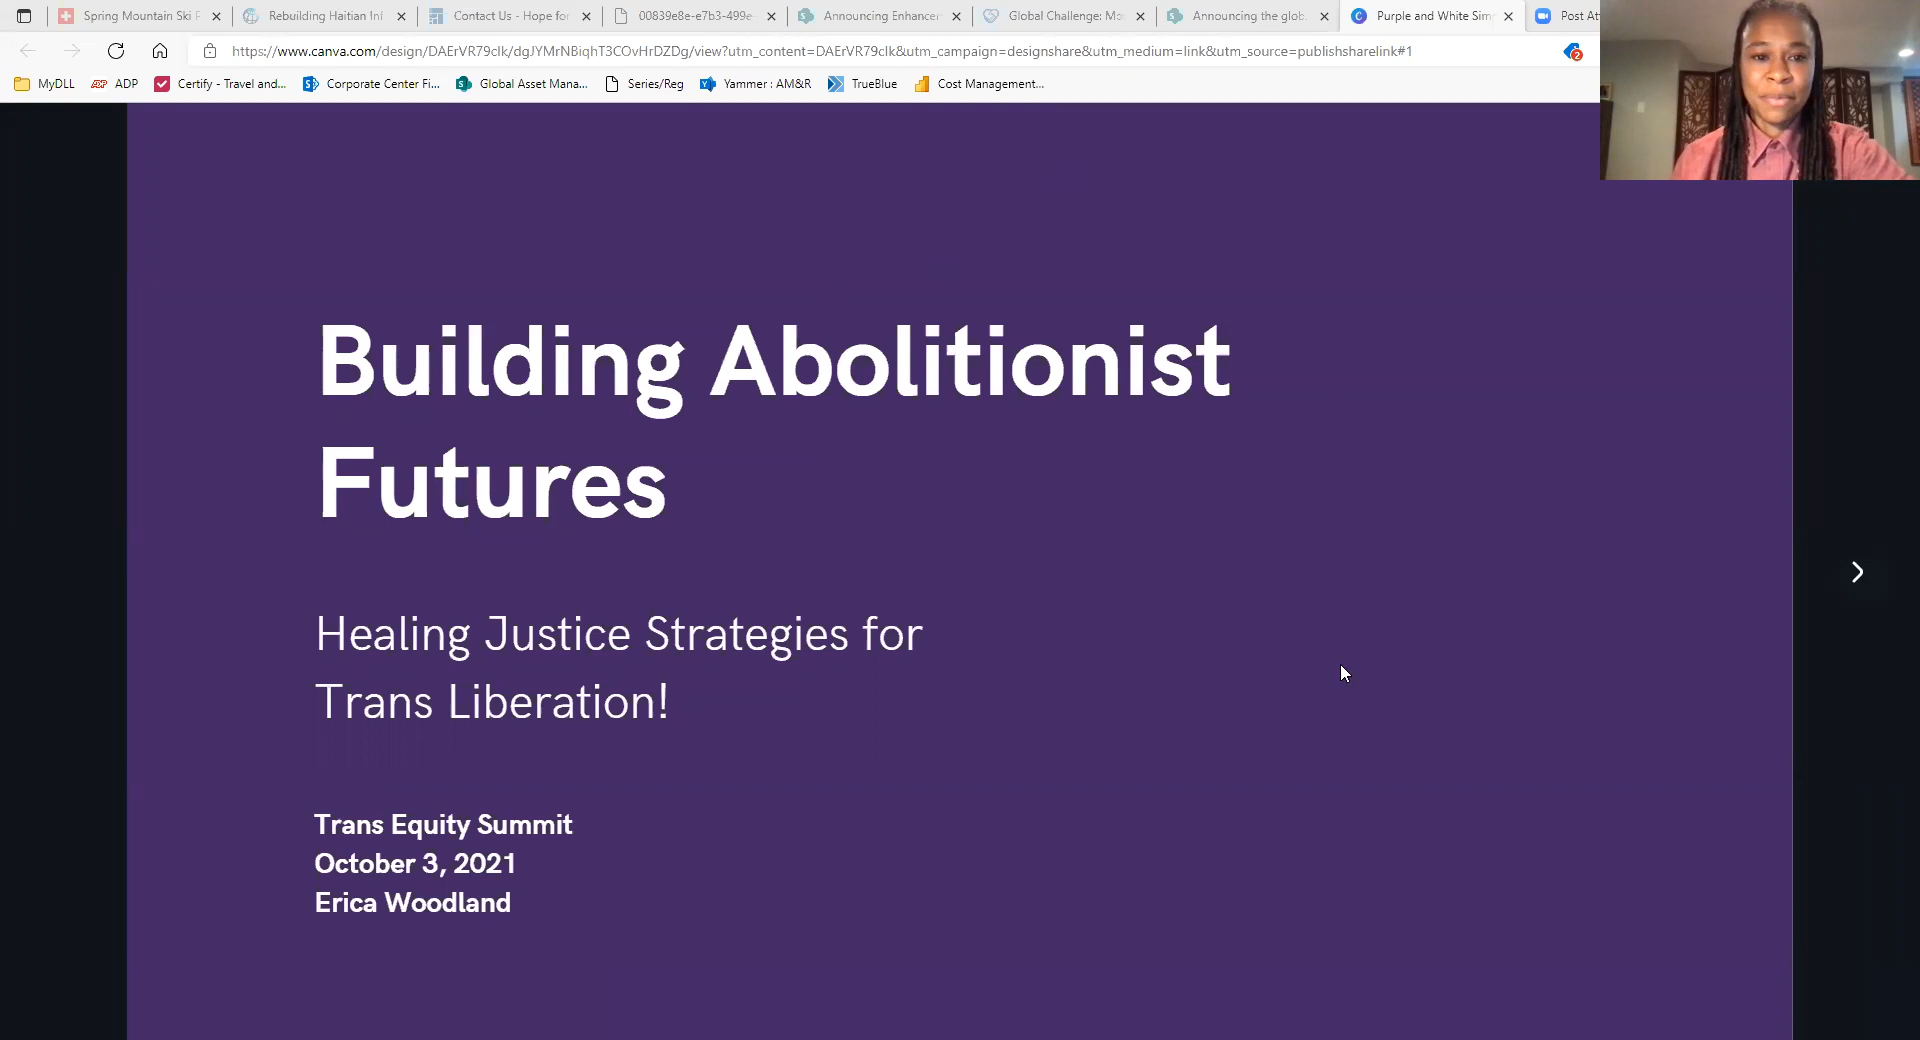 Spring Mountain Ski P
Rebuilding Haitian Ini
Contact Us - Hope for
00839e8e-e7b3-499e-
Announcing Enhancer
Global Challenge: Mo
Announcing the glob
Purple and White Sim
Post At
https://www.canva.com/design/DAErVR79clk/dgJYMrNBiqhT3COvHrDZDg/view?utm_content=DAErVR79clk&utm_campaign=designshare&utm_medium=link&utm_source=publishsharelink#1
2
MyDLL
ADP
Certify - Travel and...
Corporate Center Fi...
Global Asset Mana...
Series/Reg
Yammer : AM&R
TrueBlue
Cost Management...
Building Abolitionist
Futures
Healing Justice Strategies for
Trans Liberation!
Trans Equity Summit
October 3, 2021
Erica Woodland